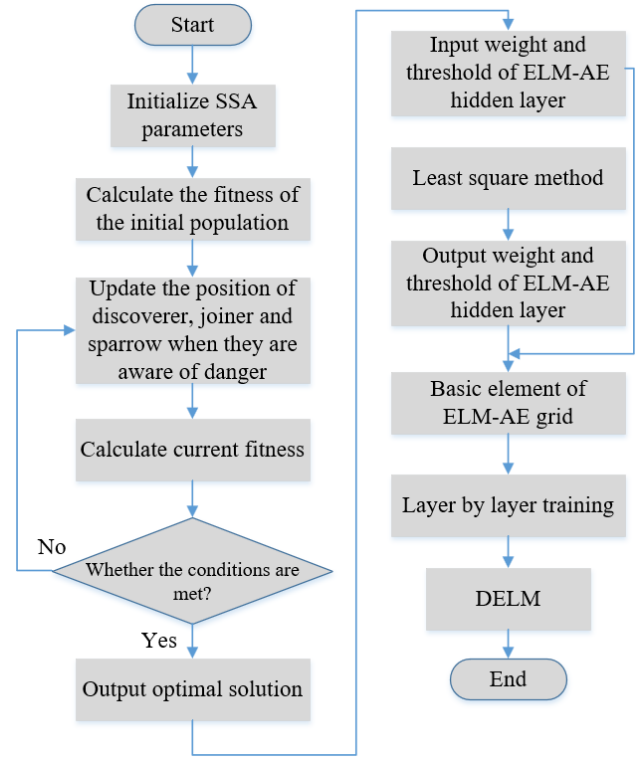 Start
Initialize SSA
parameters
Calculate the fitness of
the initial population
Update the position of
discoverer, joiner and
sparrow when they are
aware of danger
Calculate current fitness
No
Whether the conditions are
met?
Yes
Output optimal solution
Input weight and
threshold of ELM-AE
hidden layer
Least square method
Output weight and
threshold of ELM-AE
hidden layer
Basic element of
ELM-AE grid
Layer by layer training
DELM
End